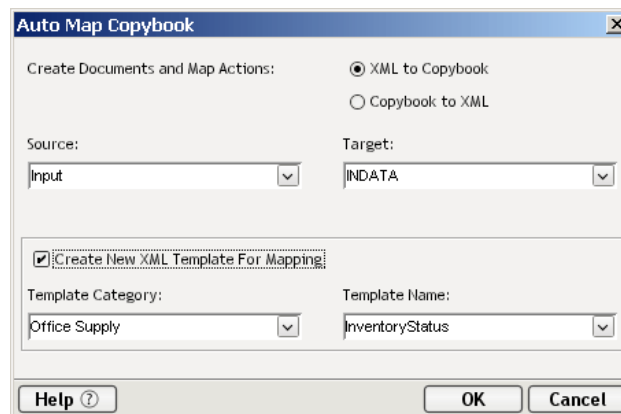 Auto Map Copybook
Create Documents and Map Actions:
XML to Copybook
Copybook to XML
Source:
Target:
Input
INDATA
Create New XML Template For Mapping
Template Category:
Template Name:
Office Supply
InventoryStatus
Help ?
OK
Cancel